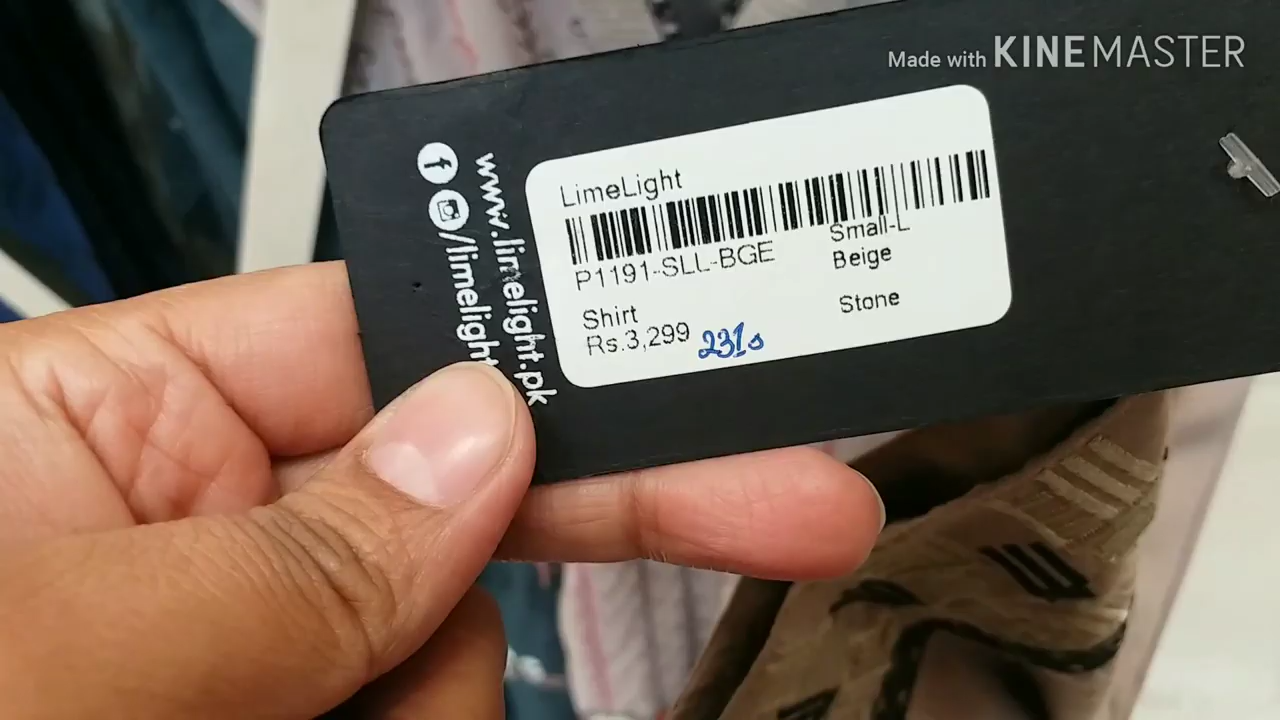 Made with KINEMASTER
www.limelight.pk
f /limelight
LimeLight
P1191-SLL-BGE
Small-L
Beige
Shirt
Stone
Rs.3,299 2310